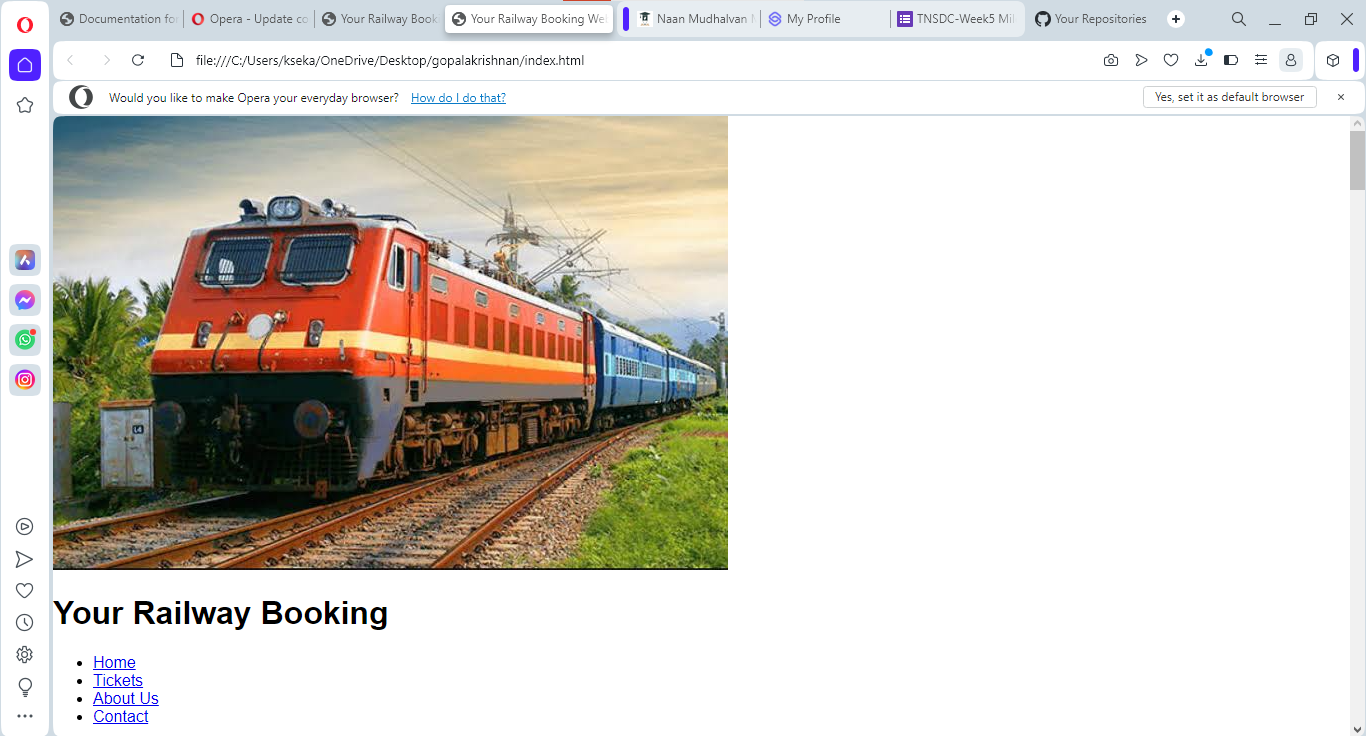 Documentation for
Opera - Update co
Your Railway Book
Your Railway Booking We
Naan Mudhalvan M
My Profile
TNSDC-Week5 Mil
Your Repositories
file:///C:/Users/kseka/OneDrive/Desktop/gopalakrishnan/index.html
Would you like to make Opera your everyday browser? How do I do that?
Yes, set it as default browser
L4
Your Railway Booking
Home
Tickets
About Us
Contact